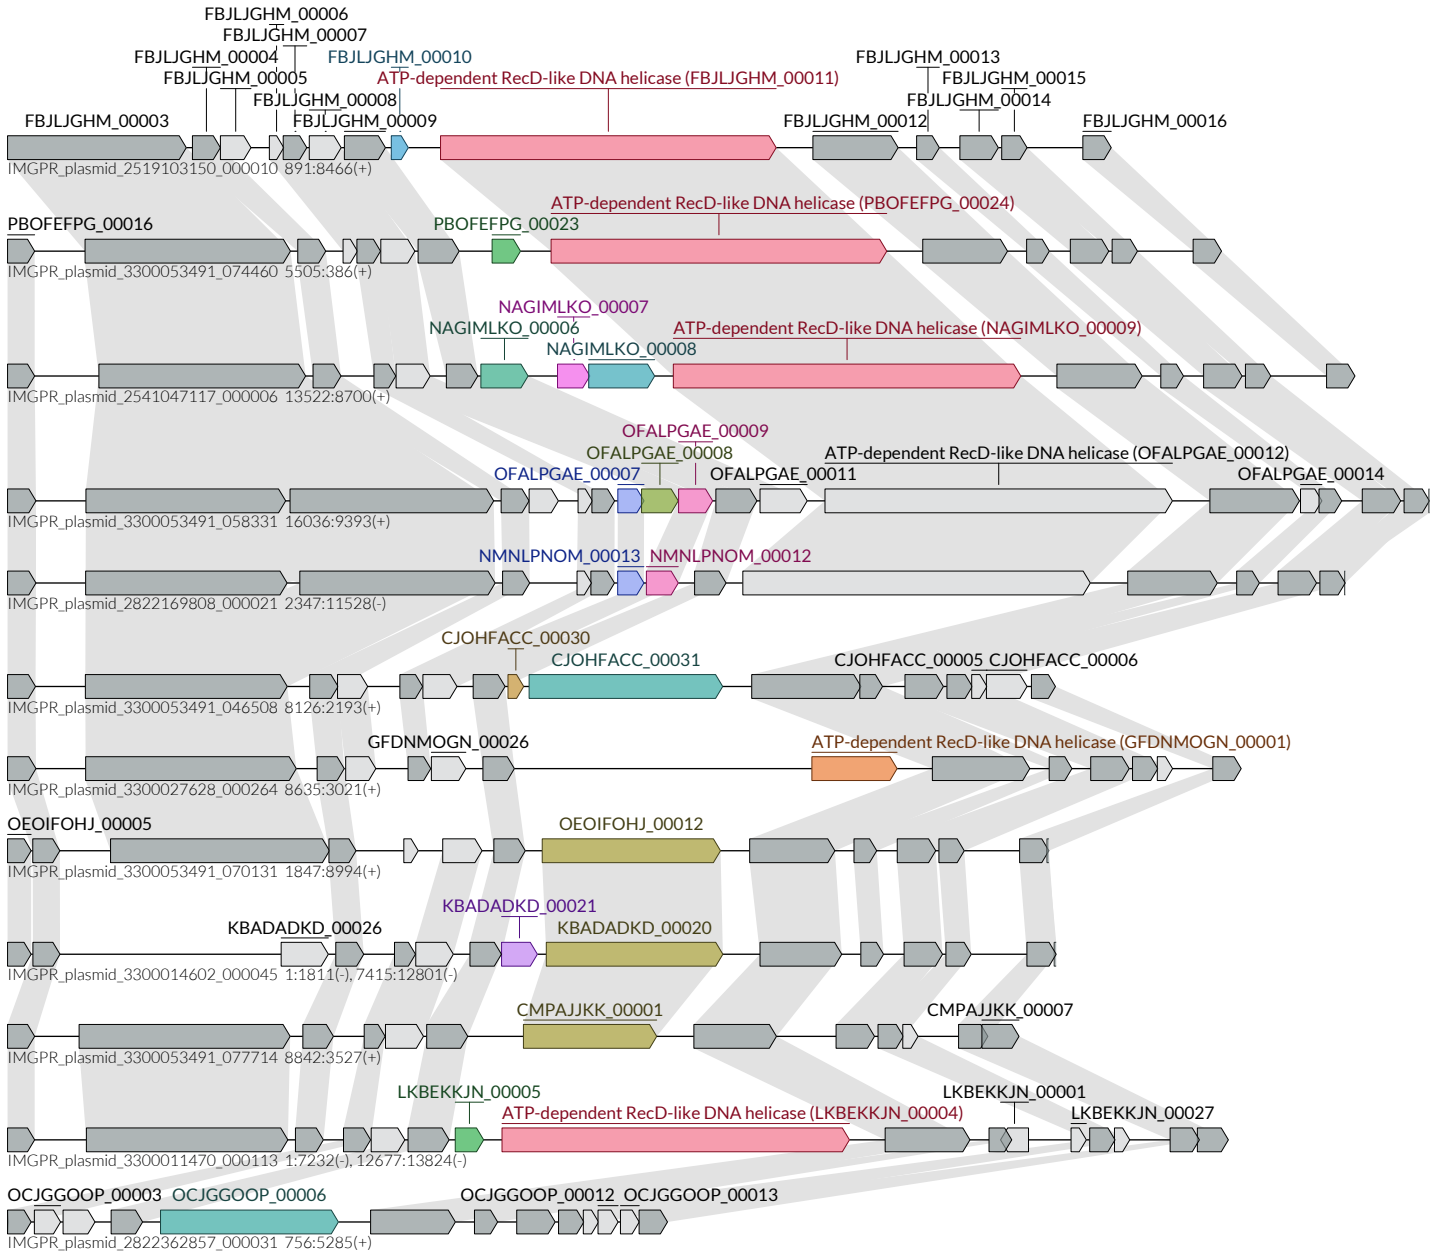 FBJLJGHM_00006
FBJLJGHM_00007
FBJLJGHM_00004 FBJLJGHM_00010 FBJLJGHM_00013
FBJLJGHM_00005 ATP-dependent RecD-like DNA helicase (FBJLJGHM_00011) FBJLJGHM_00015
FBJLJGHM_00008 FBJLJGHM_00014
FBJLJGHM_00003 FBJLJGHM_00009 FBJLJGHM_00012 FBJLJGHM_00016
IMGPR_plasmid_2519103150_000010 891:8466(+)
ATP-dependent RecD-like DNA helicase (PBOFEFPG_00024)
PBOFEFPG_00016 PBOFEFPG_00023
IMGPR_plasmid_3300053491_074460 5505:386(+)
NAGIMLKO_00007
NAGIMLKO_00006 ATP-dependent RecD-like DNA helicase (NAGIMLKO_00009)
NAGIMLKO_00008
IMGPR_plasmid_2541047117_000006 13522:8700(+)
OFALPGAE_00009
OFALPGAE_00008 ATP-dependent RecD-like DNA helicase (OFALPGAE_00012)
OFALPGAE_00007 OFALPGAE_00011 OFALPGAE_00014
IMGPR_plasmid_3300053491_058331 16036:9393(+)
NMNLPNOM_00013 NMNLPNOM_00012
IMGPR_plasmid_2822169808_000021 2347:11528(-)
CJOHFACC_00030
CJOHFACC_00031 CJOHFACC_00005 CJOHFACC_00006
IMGPR_plasmid_3300053491_046508 8126:2193(+)
GFDNMOGN_00026 ATP-dependent RecD-like DNA helicase (GFDNMOGN_00001)
IMGPR_plasmid_3300027628_000264 8635:3021(+)
OEOIFOHJ_00005 OEOIFOHJ_00012
IMGPR_plasmid_3300053491_070131 1847:8994(+)
KBADADKD_00021
KBADADKD_00026 KBADADKD_00020
IMGPR_plasmid_3300014602_000045 1:1811(-), 7415:12801(-)
CMPAJJKK_00001 CMPAJJKK_00007
IMGPR_plasmid_3300053491_077714 8842:3527(+)
LKBEKKJN_00005 LKBEKKJN_00001
ATP-dependent RecD-like DNA helicase (LKBEKKJN_00004) LKBEKKJN_00027
IMGPR_plasmid_3300011470_000113 1:7232(-), 12677:13824(-)
OCJGGOOP_00003 OCJGGOOP_00006 OCJGGOOP_00012 OCJGGOOP_00013
IMGPR_plasmid_2822362857_000031 756:5285(+)